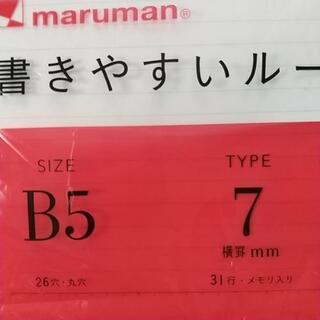 maruman®
書きやすいルー
SIZE TYPE
B5 7
横罫mm
26穴・丸穴 31行・メモリ入り